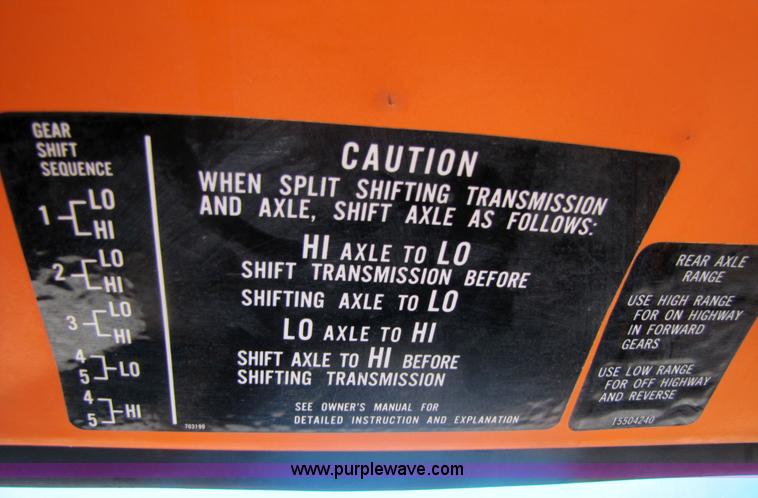 GEAR
SHIFT
SEQUENCE
1 LO
HI
2 LO
HI
3 LO
HI
4
5 LO
4
5 HI
CAUTION
WHEN SPLIT SHIFTING TRANSMISSION
AND AXLE, SHIFT AXLE AS FOLLOWS:
HI AXLE TO LO
SHIFT TRANSMISSION BEFORE
SHIFTING AXLE TO LO
LO AXLE TO HI
SHIFT AXLE TO HI BEFORE
SHIFTING TRANSMISSION
SEE OWNER'S MANUAL FOR
DETAILED INSTRUCTION AND EXPLANATION
703199
REAR AXLE
RANGE
USE HIGH RANGE
FOR ON HIGHWAY
IN FORWARD
GEARS
USE LOW RANGE
FOR OFF HIGHWAY
AND REVERSE
15504240
www.purplewave.com